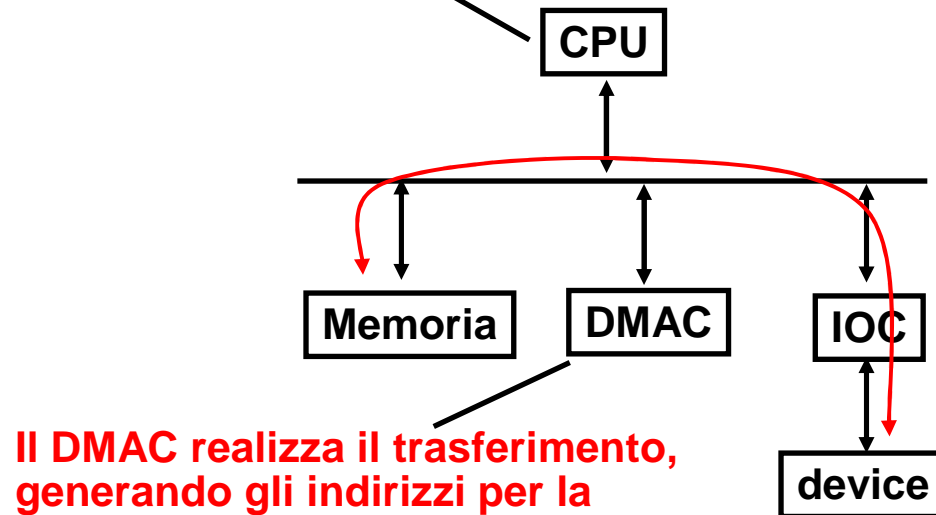 CPU
Memoria
DMAC
IOC
Il DMAC realizza il trasferimento,
generando gli indirizzi per la
device